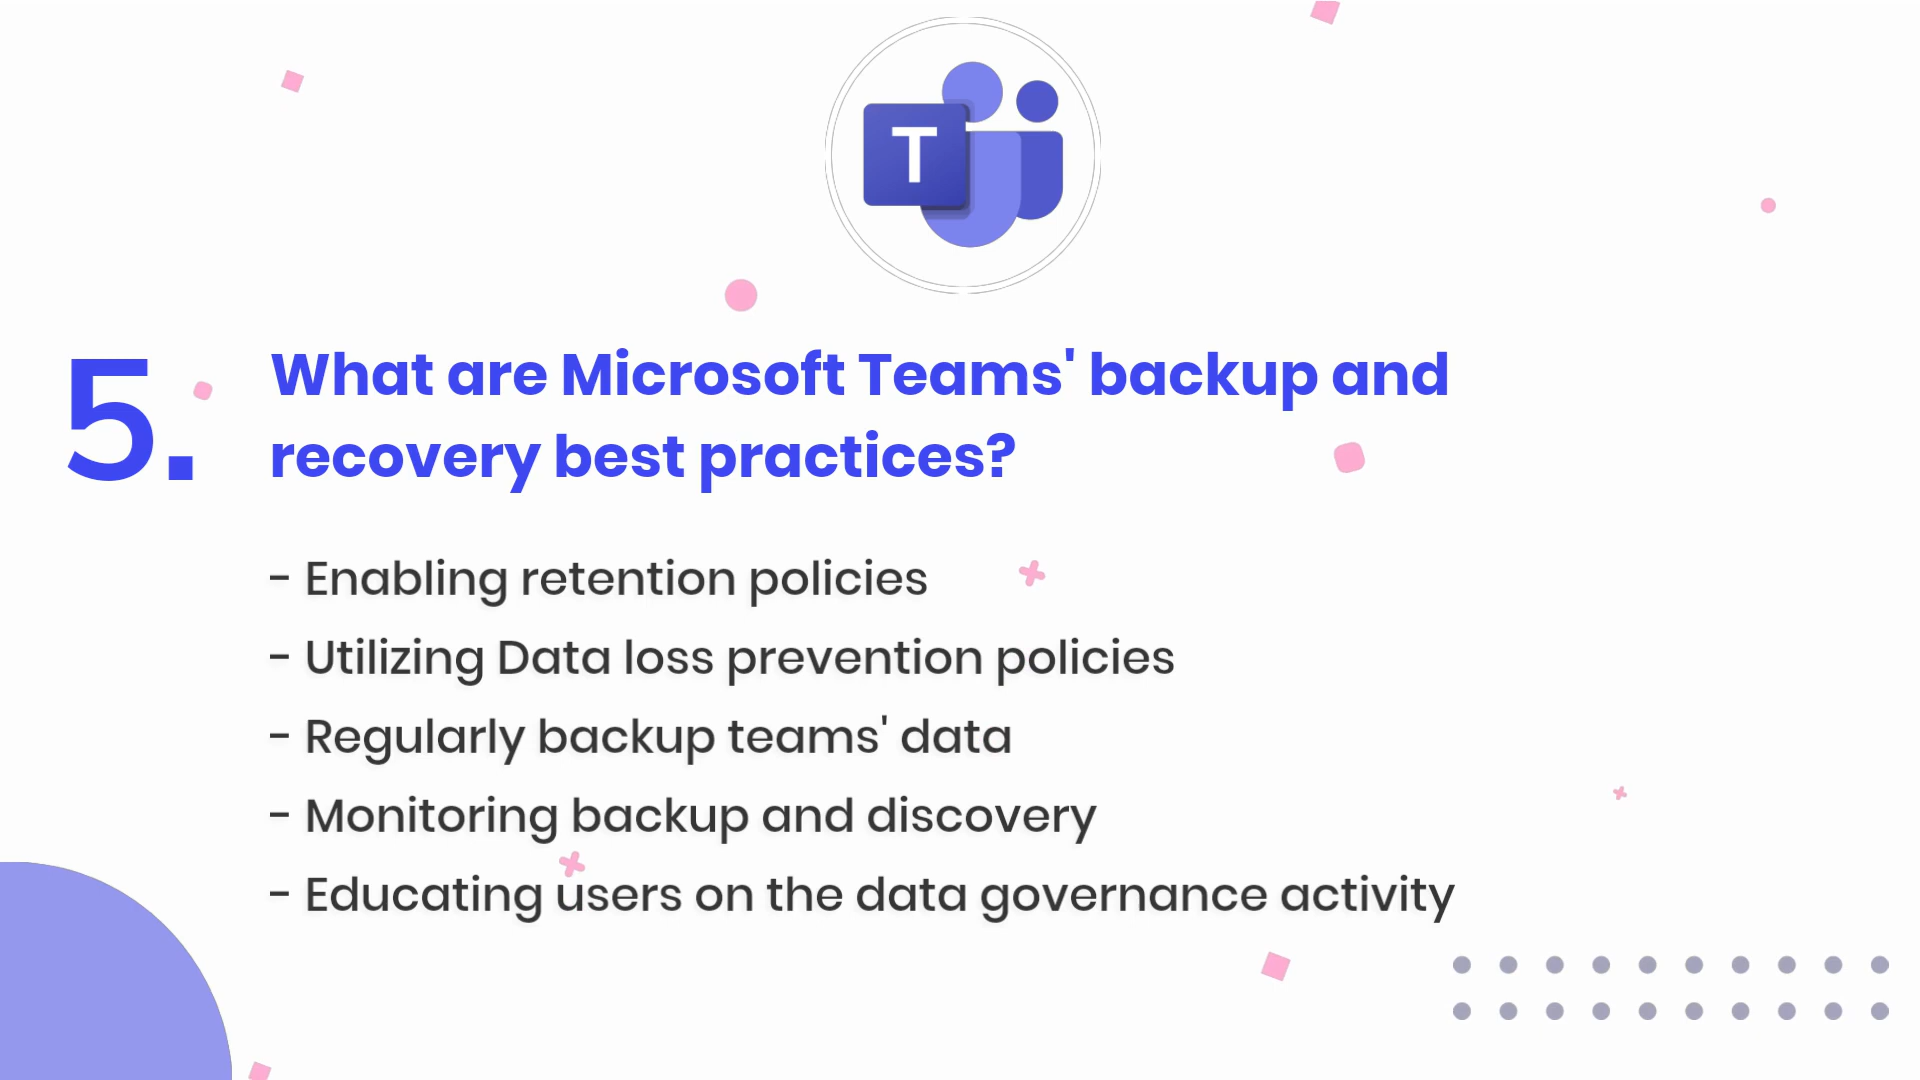 T
5.
What are Microsoft Teams' backup and
recovery best practices?
- Enabling retention policies
- Utilizing Data loss prevention policies
- Regularly backup teams' data
- Monitoring backup and discovery
- Educating users on the data governance activity